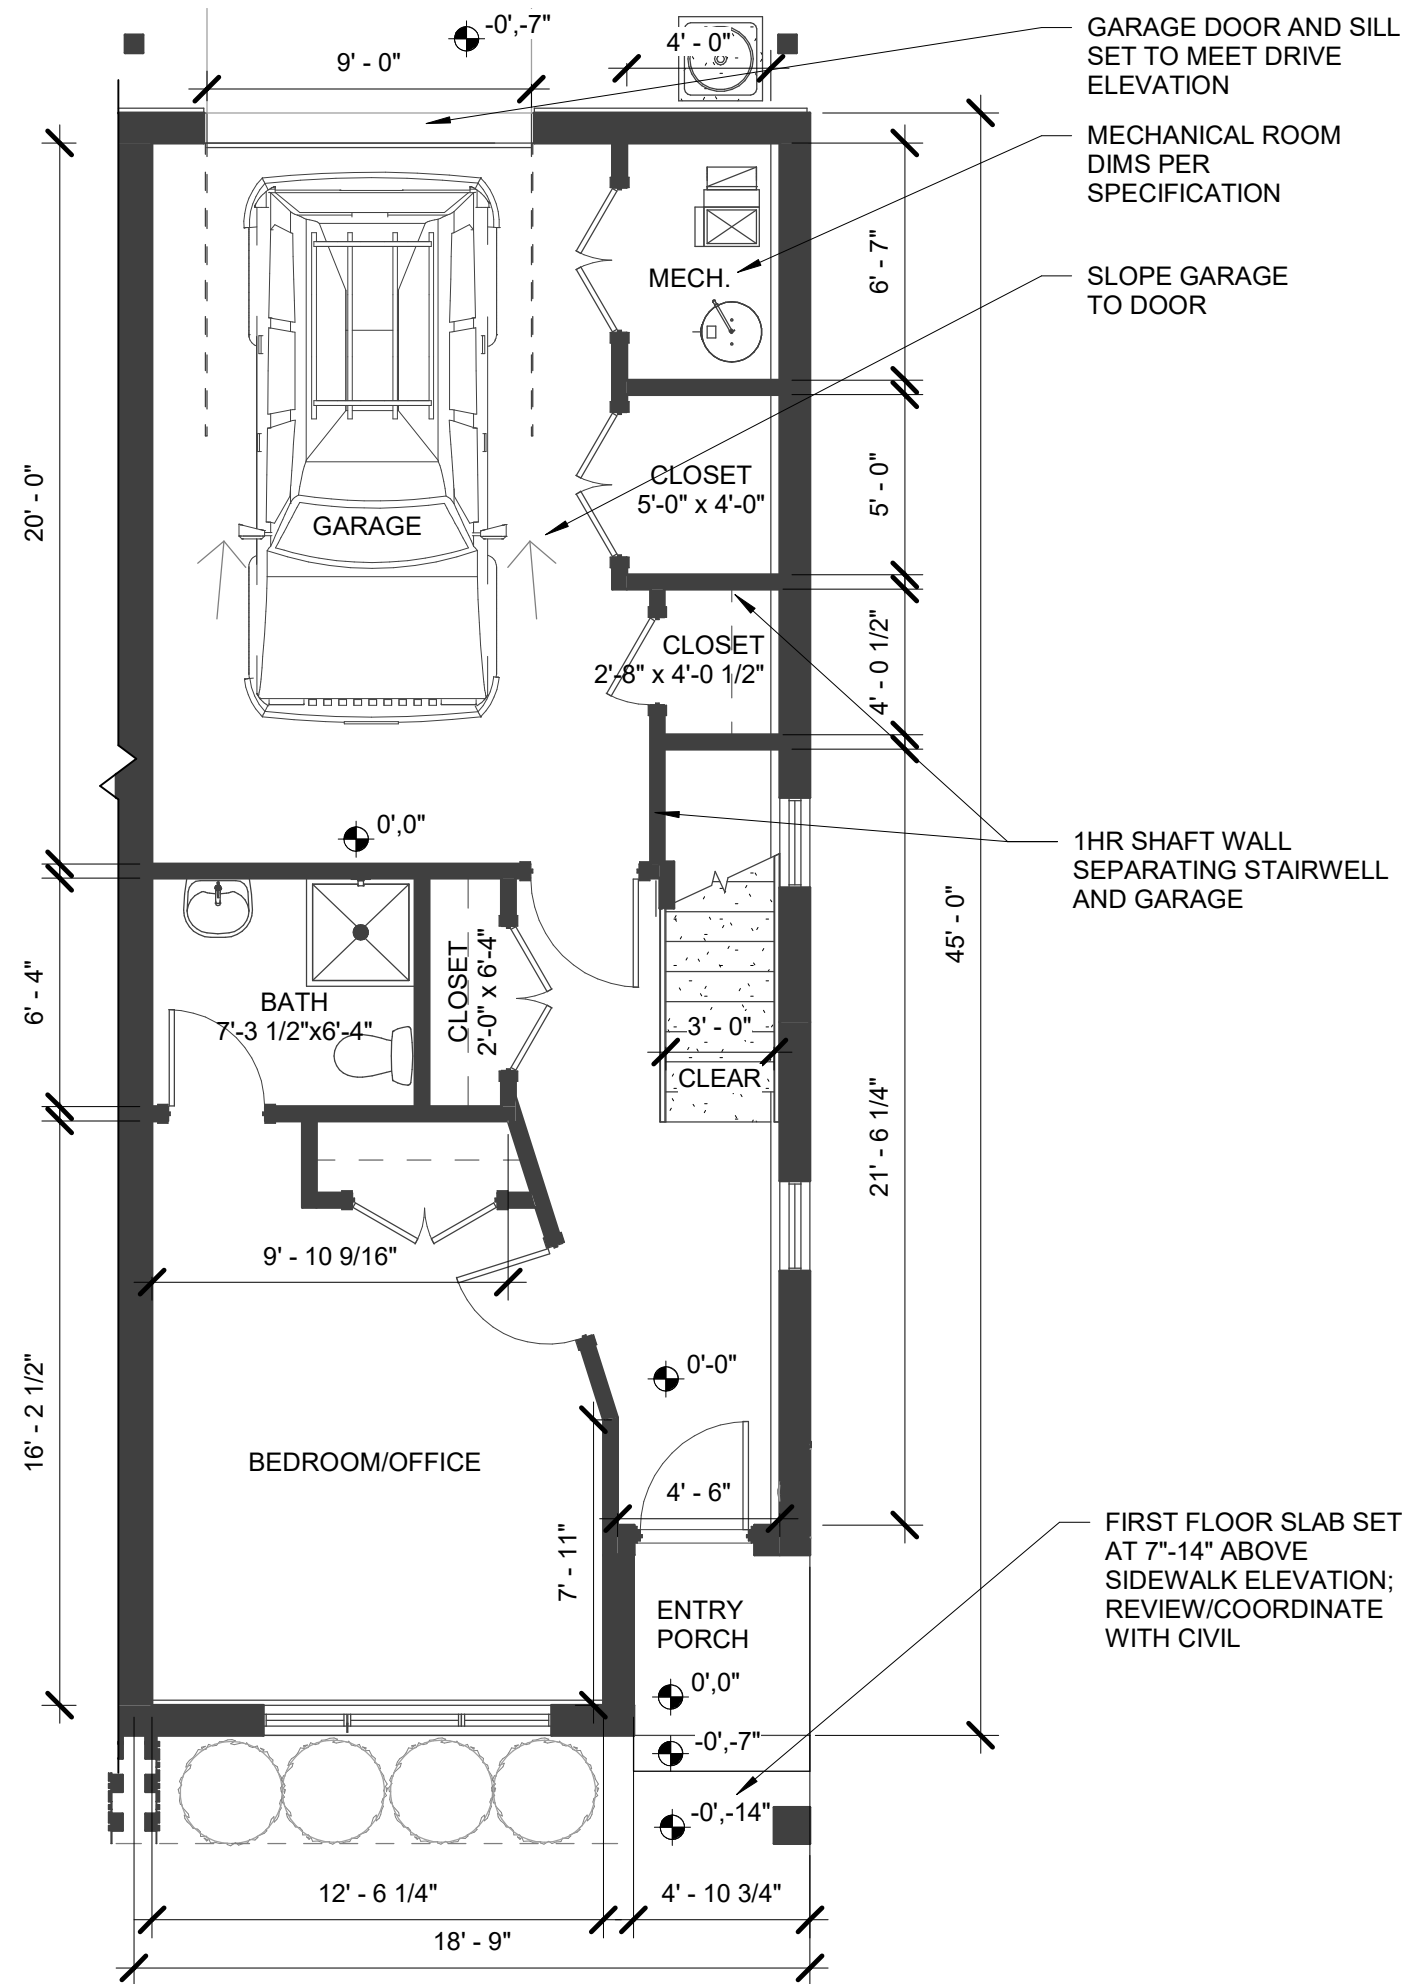 -0',-7"
9' - 0"
4' - 0"
GARAGE DOOR AND SILL
SET TO MEET DRIVE
ELEVATION
MECHANICAL ROOM
DIMS PER
SPECIFICATION
6' - 7"
MECH.
SLOPE GARAGE
TO DOOR
20' - 0"
CLOSET
5'-0" x 4'-0"
5' - 0"
GARAGE
CLOSET
2'-8" x 4'-0 1/2"
4' - 0 1/2"
0',0"
1HR SHAFT WALL
SEPARATING STAIRWELL
AND GARAGE
45' - 0"
6' - 4"
BATH
7'-3 1/2"x6'-4"
CLOSET
2'-0" x 6'-4"
3' - 0"
CLEAR
21' - 6 1/4"
9' - 10 9/16"
16' - 2 1/2"
0'-0"
BEDROOM/OFFICE
4' - 6"
7' - 11"
FIRST FLOOR SLAB SET
AT 7"-14" ABOVE
SIDEWALK ELEVATION;
REVIEW/COORDINATE
WITH CIVIL
ENTRY
PORCH
0',0"
-0',-7"
-0',-14"
12' - 6 1/4"
4' - 10 3/4"
18' - 9"